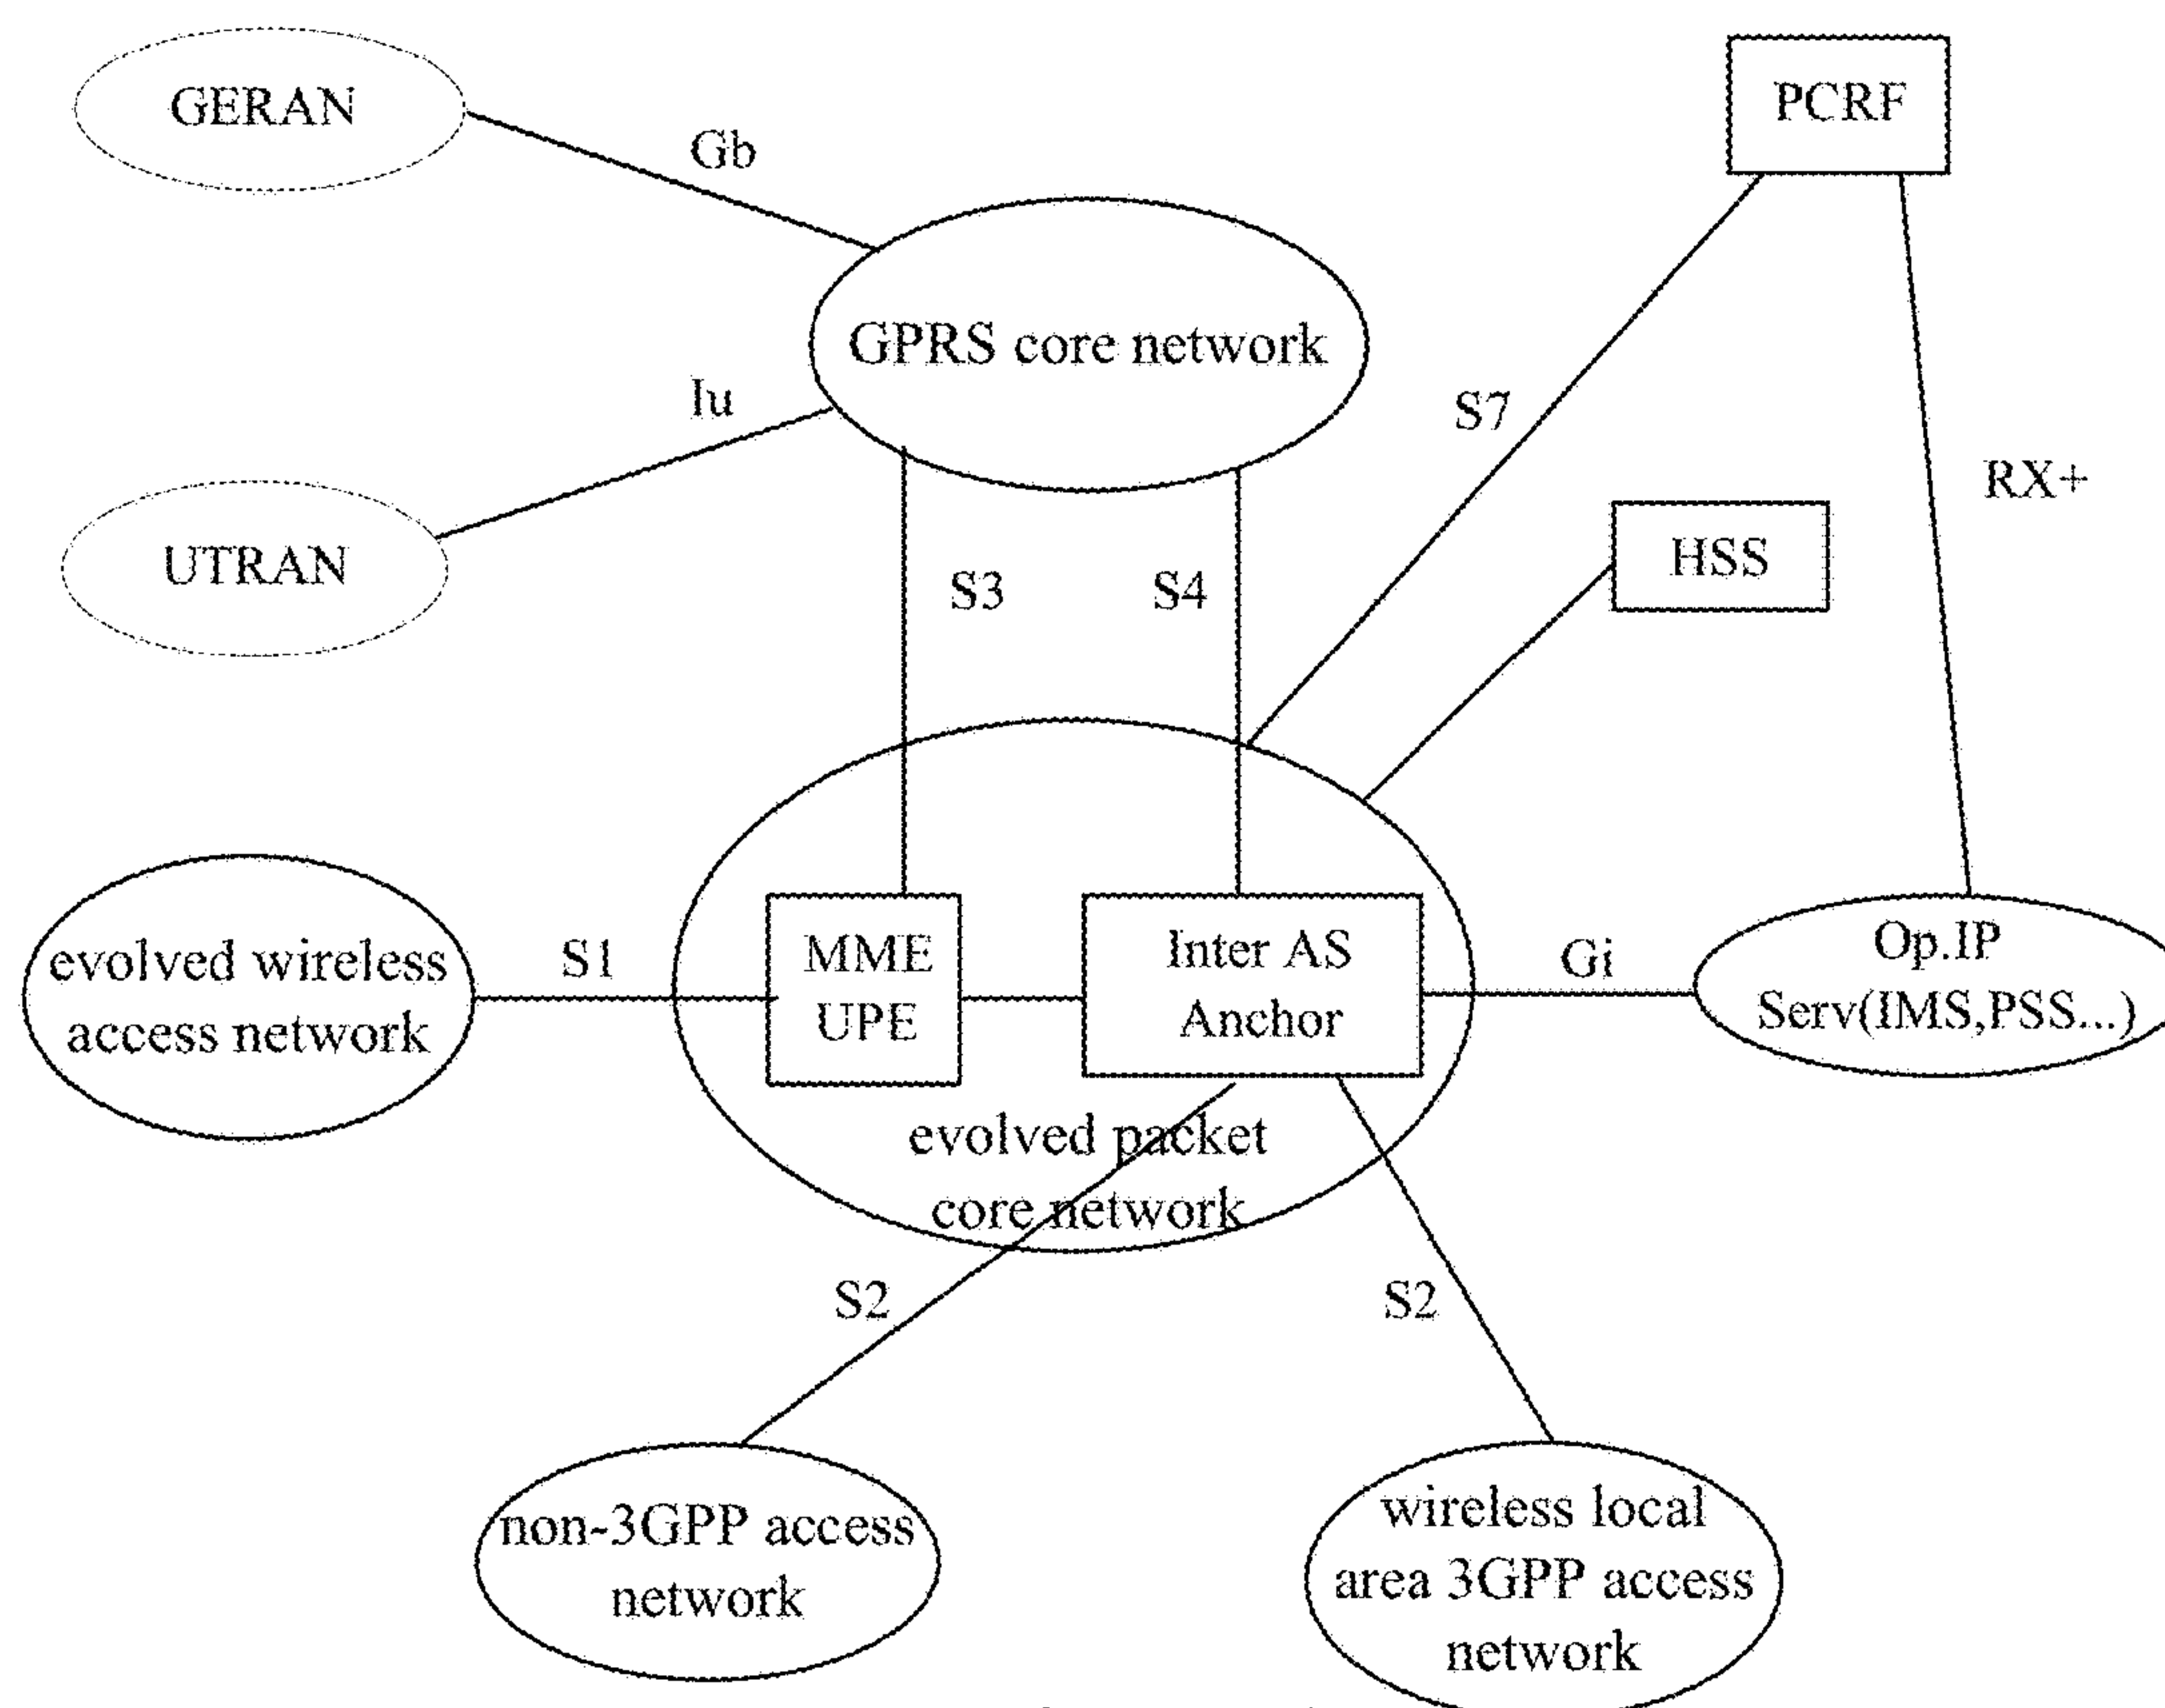 GERAN
Gb
PCRF
GPRS core network
Iu
S7
RX+
UTRAN
S3
S4
HSS
evolved wireless
access network
S1
MME
UPE
Inter AS
Anchor
Gi
Op.IP
Serv(IMS,PSS...)
evolved packet
core network
S2
S2
non-3GPP access
network
wireless local
area 3GPP access
network